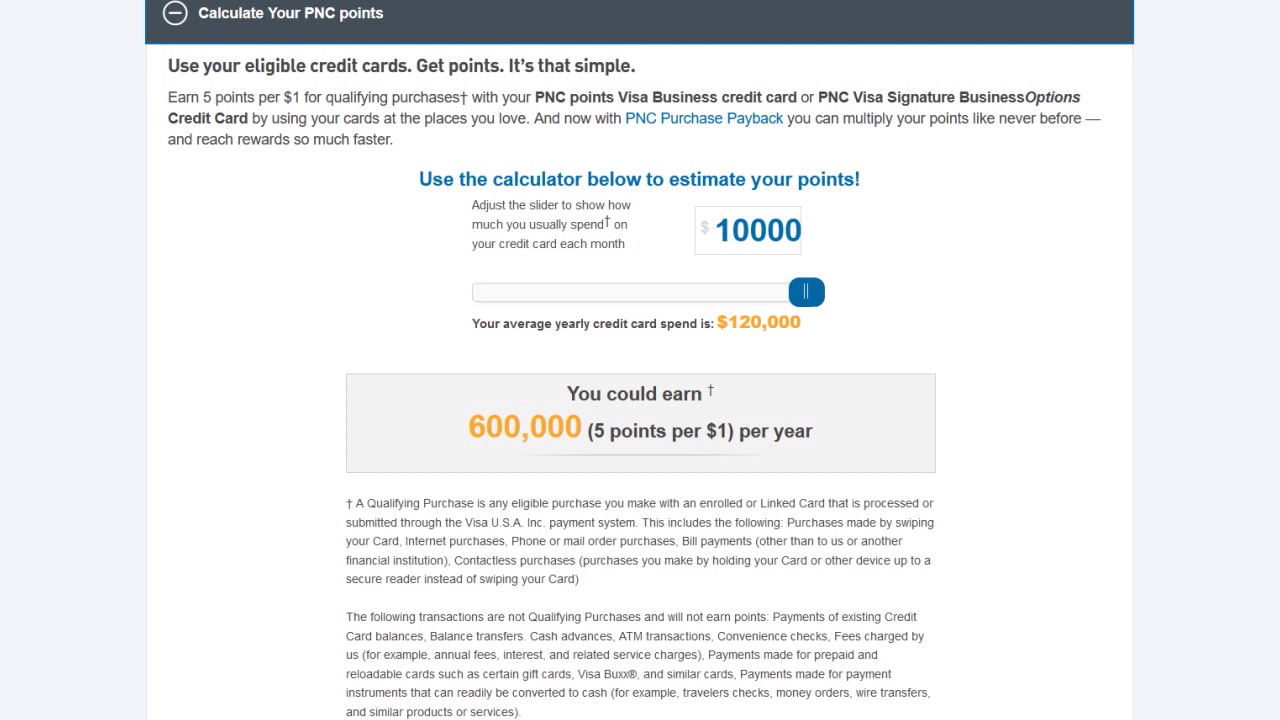 Calculate Your PNC points
Use your eligible credit cards. Get points. It’s that simple.
Earn 5 points per $1 for qualifying purchases† with your PNC points Visa Business credit card or PNC Visa Signature BusinessOptions
Credit Card by using your cards at the places you love. And now with PNC Purchase Payback you can multiply your points like never before —
and reach rewards so much faster.
Use the calculator below to estimate your points!
Adjust the slider to show how
much you usually spend† on
your credit card each month
$ 10000
Your average yearly credit card spend is: $120,000
You could earn †
600,000 (5 points per $1) per year
† A Qualifying Purchase is any eligible purchase you make with an enrolled or Linked Card that is processed or
submitted through the Visa U.S.A. Inc. payment system. This includes the following: Purchases made by swiping
your Card, Internet purchases, Phone or mail order purchases, Bill payments (other than to us or another
financial institution), Contactless purchases (purchases you make by holding your Card or other device up to a
secure reader instead of swiping your Card)
The following transactions are not Qualifying Purchases and will not earn points: Payments of existing Credit
Card balances, Balance transfers. Cash advances, ATM transactions, Convenience checks, Fees charged by
us (for example, annual fees, interest, and related service charges), Payments made for prepaid and
reloadable cards such as certain gift cards, Visa Buxx®, and similar cards, Payments made for payment
instruments that can readily be converted to cash (for example, travelers checks, money orders, wire transfers,
and similar products or services).